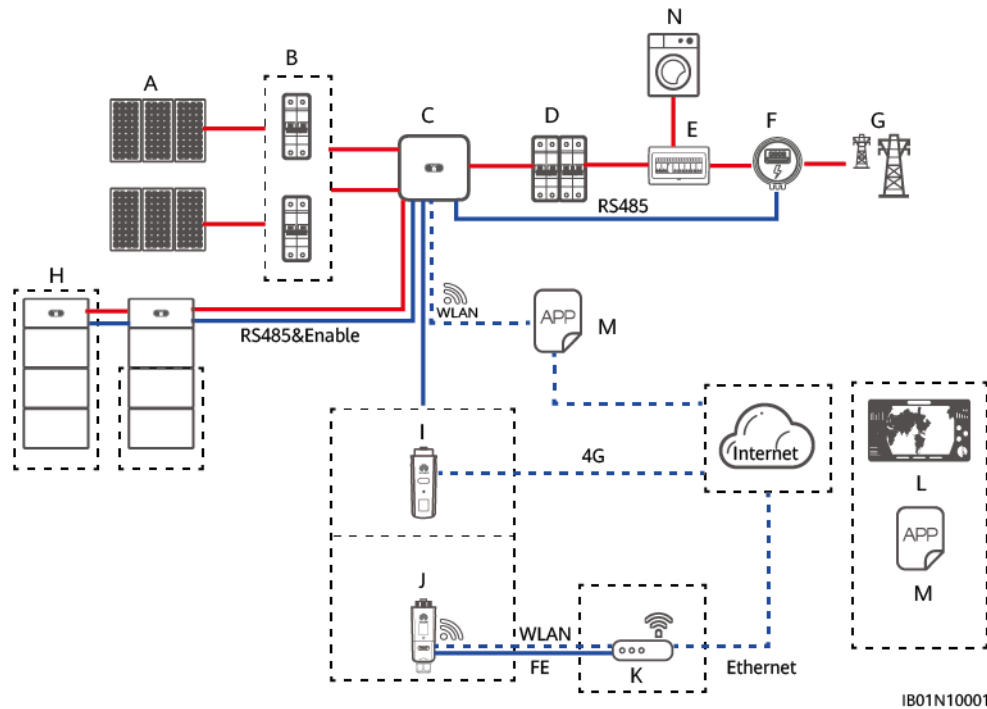 N
B
A
C
D
E
F
G
RS485
H
WLAN
APP
M
RS485&Enable
I
4G
Internet
L
APP
J
M
WLAN
FE
K
Ethernet
IB01N10001